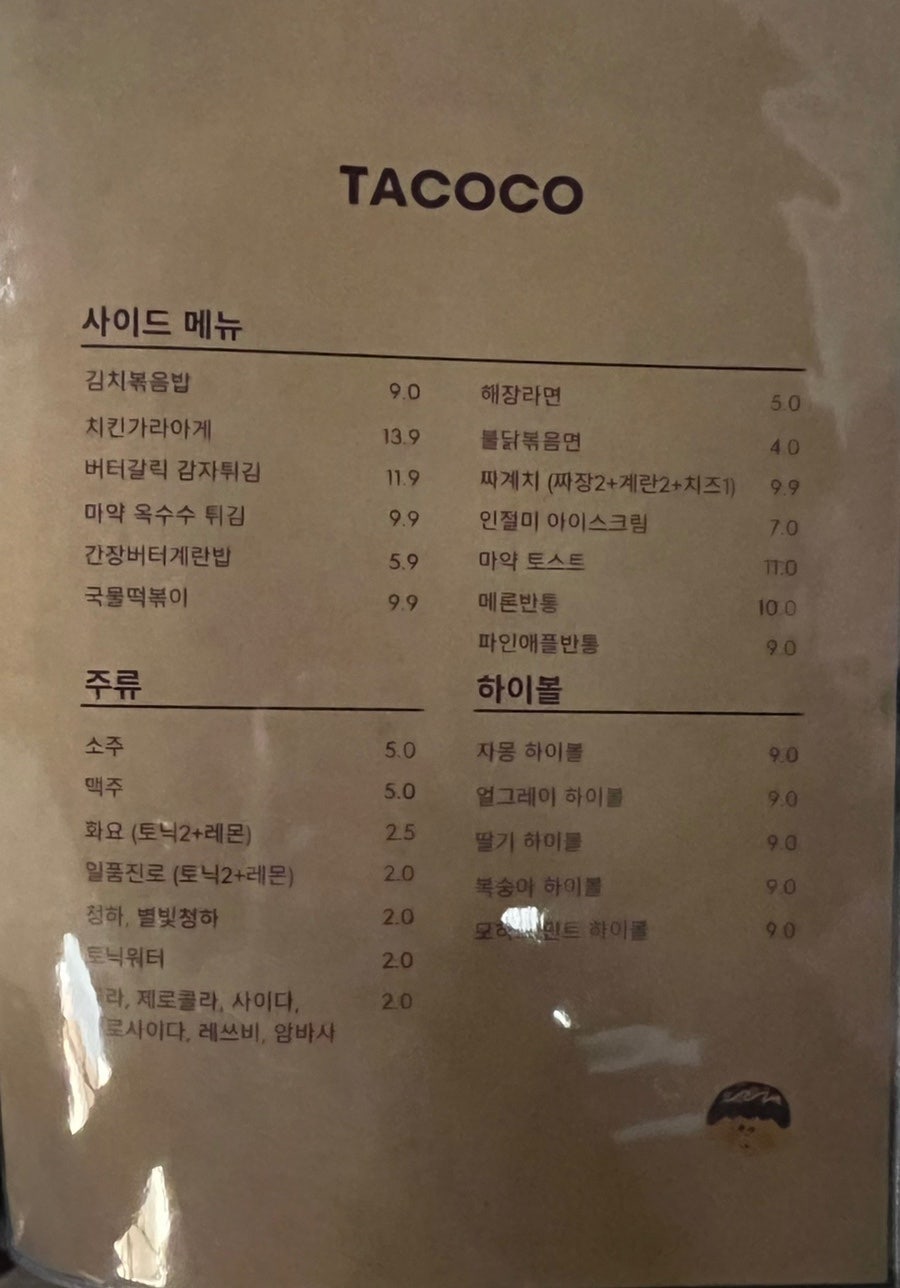 TACOCO
사이드 메뉴
김치볶음밥 9.0
치킨가라아게 13.9
버터갈릭 감자튀김 11.9
마약 옥수수 튀김 9.9
간장버터계란밥 5.9
국물떡볶이 9.9
해장라면 5.0
불닭볶음면 4.0
짜계치 (짜장2+계란2+치즈1) 9.9
인절미 아이스크림 7.0
마약 토스트 11.0
메론반통 10.0
파인애플반통 9.0
주류
소주 5.0
맥주 5.0
화요 (토닉2+레몬) 2.5
일품진로 (토닉2+레몬) 2.0
청하, 별빛청하 2.0
토닉워터 2.0
제로콜라, 사이다, 2.0
레쓰비, 암바사
하이볼
자몽 하이볼 9.0
얼그레이 하이볼 9.0
딸기 하이볼 9.0
복숭아 하이볼 9.0
하이볼 9.0